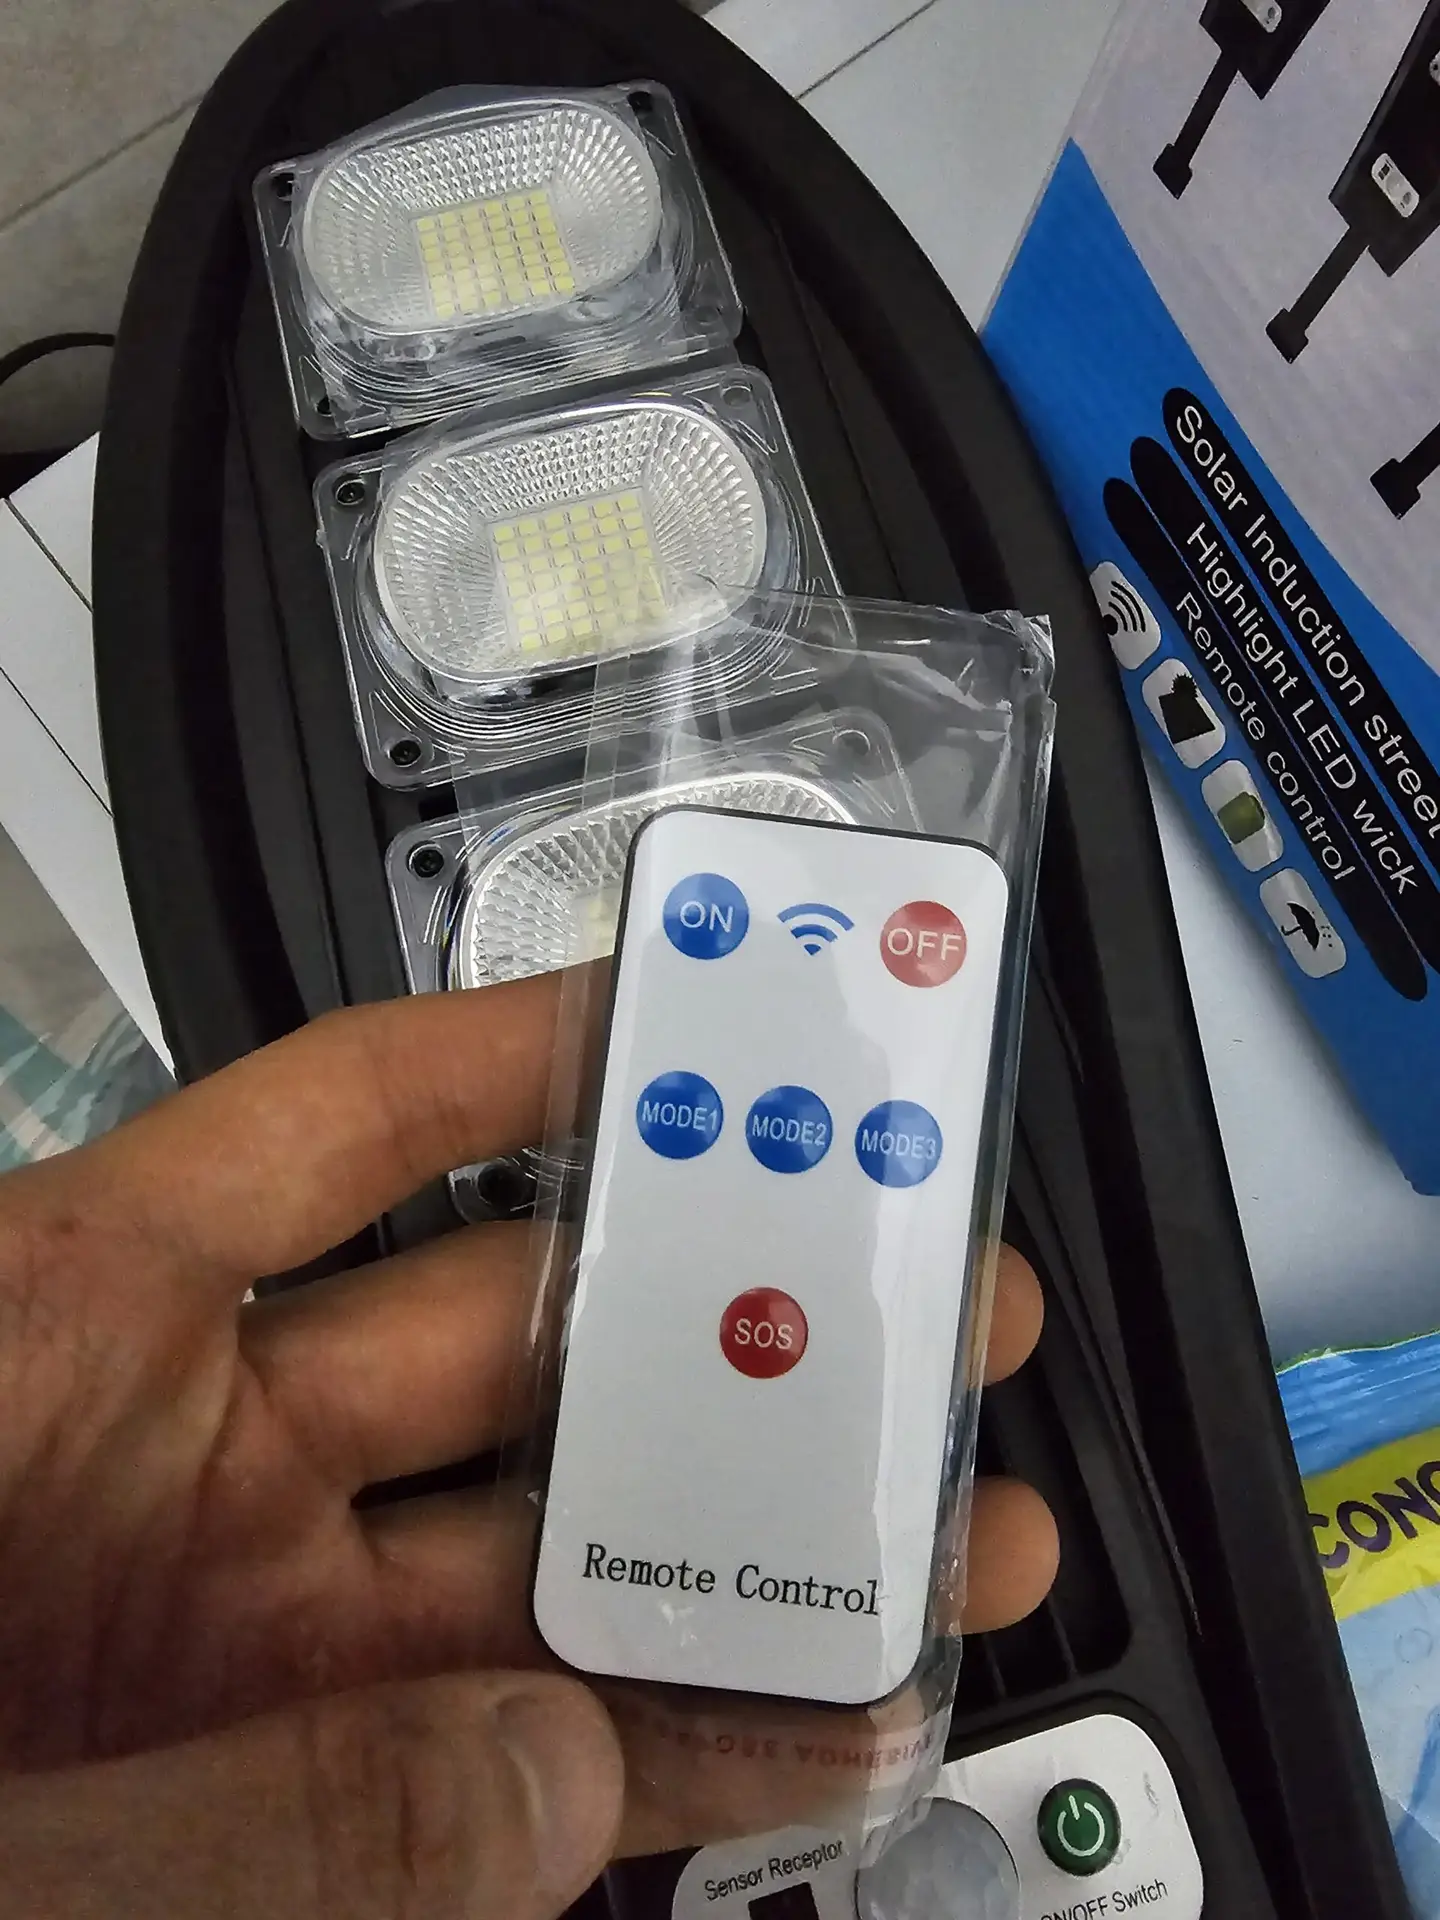 Solar Induction street
Highlight LED wick
Remote control
ON
OFF
MODE1
MODE2
MODE3
SOS
Remote Control
Sensor Receptor
ON/OFF Switch